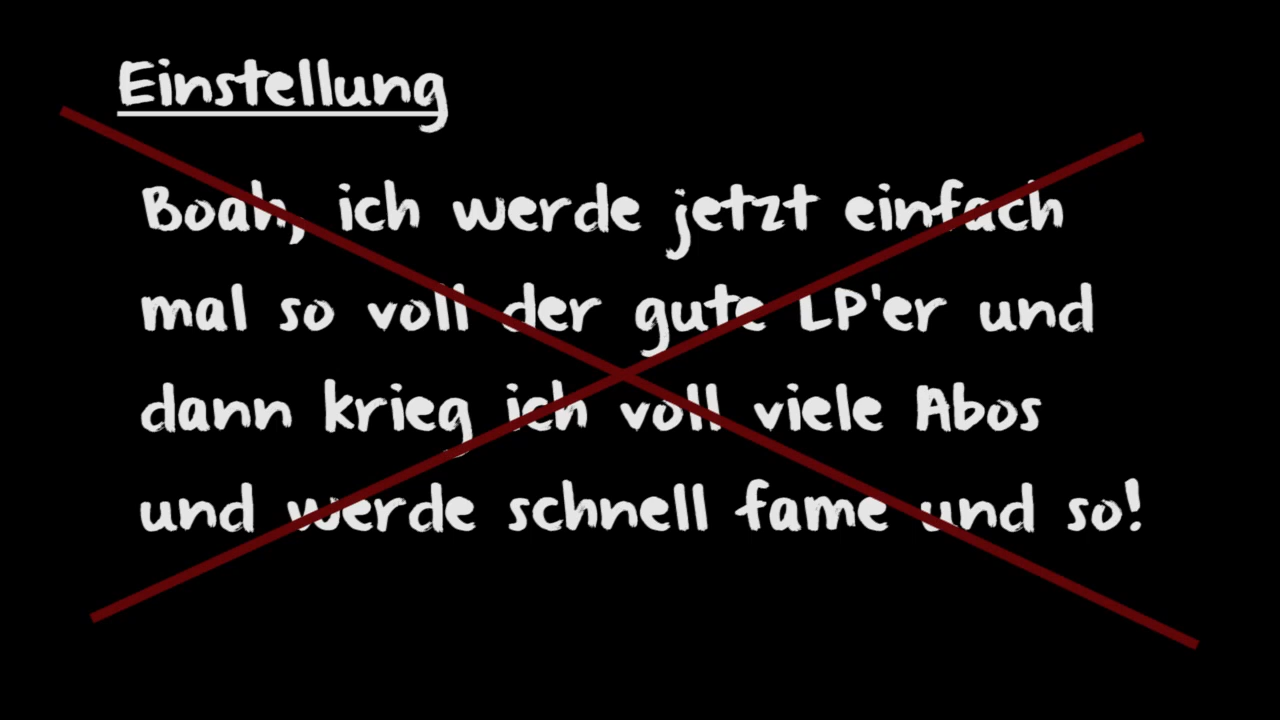 Einstellung
Boah, ich werde jetzt einfach
mal so voll der gute LP'er und
dann krieg ich voll viele Abos
und werde schnell fame und so!